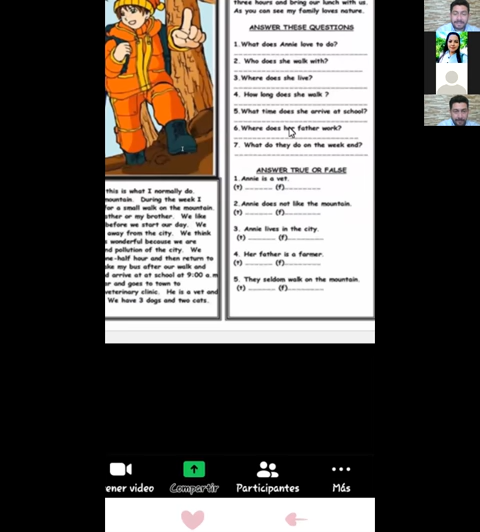 three hours and bring our lunch with us.
As you can see my family loves nature.
ANSWER THESE QUESTIONS
1. What does Annie love to do?
2. Who does she walk with?
3. Where does she live?
4. How long does she walk ?
5. What time does she arrive at school?
6. Where does her father work?
7. What do they do on the week end?
ANSWER TRUE OR FALSE
1. Annie is a vet.
(t) .............. (f)..................
2. Annie does not like the mountain.
(t) .............. (f)..................
3. Annie lives in the city.
(t) .............. (f)..................
4. Her father is a farmer.
(t) .............. (f)..................
5. They seldom walk on the mountain.
(t) .............. (f)..................
this is what I normally do.
mountain. During the week I
or a small walk on the mountain.
ther or my brother. We like
before we start our day. We
away from the city. We think
wonderful because we are
nd pollution of the city. We
ne-half hour and then return to
ke my bus after our walk and
arrive at at school at 9:00 a.m
er and goes to town to
veterinary clinic. He is a vet and
We have 3 dogs and two cats.
ener video
Compartir
Participantes
Más